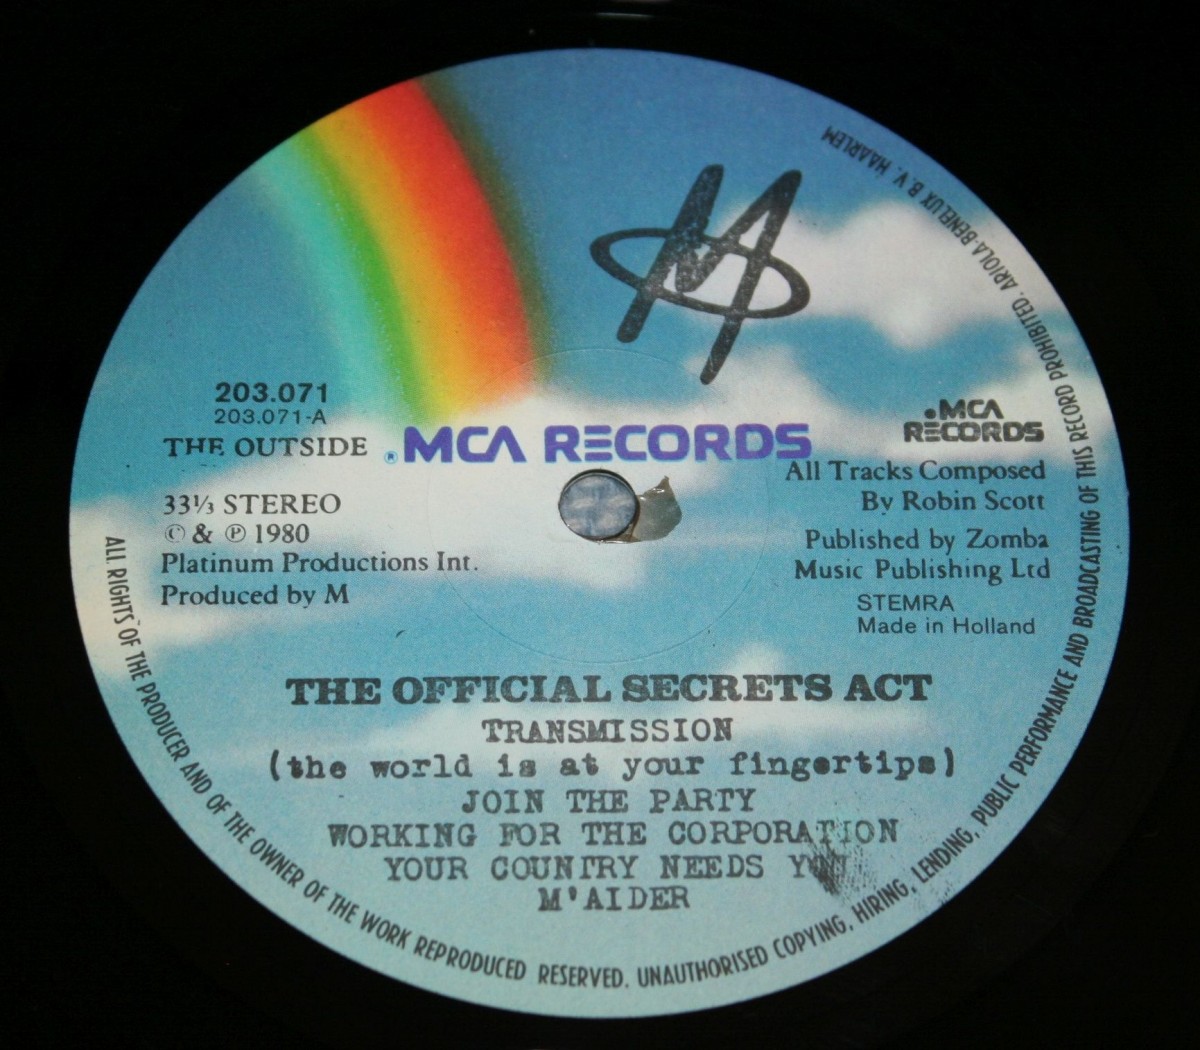 M
203.071
203.071-A
THE OUTSIDE
® MCA RECORDS
.MCA
RECORDS
33⅓ STEREO
© & ℗ 1980
Platinum Productions Int.
Produced by M
All Tracks Composed
By Robin Scott
Published by Zomba
Music Publishing Ltd
STEMRA
Made in Holland
THE OFFICIAL SECRETS ACT
TRANSMISSION
(the world is at your fingertips)
JOIN THE PARTY
WORKING FOR THE CORPORATION
YOUR COUNTRY NEEDS YOU
M'AIDER
ALL RIGHTS OF THE PRODUCER AND OF THE OWNER OF THE WORK REPRODUCED RESERVED. UNAUTHORISED COPYING, HIRING, LENDING, PUBLIC PERFORMANCE AND BROADCASTING OF THIS RECORD PROHIBITED. ARIOLA-BENELUX B.V. HAARLEM